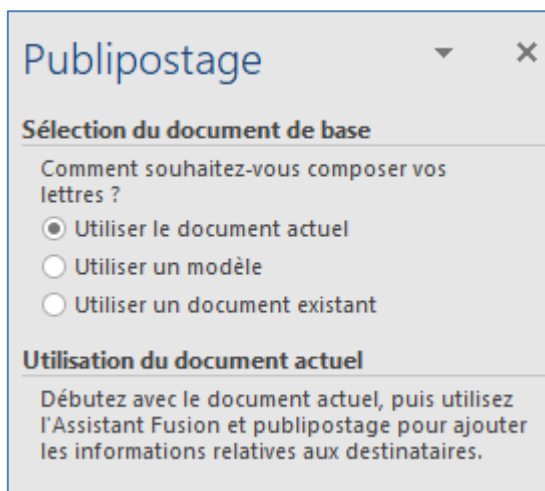 Publipostage
Sélection du document de base
Comment souhaitez-vous composer vos
lettres ?
Utiliser le document actuel
Utiliser un modèle
Utiliser un document existant
Utilisation du document actuel
Débutez avec le document actuel, puis utilisez
l'Assistant Fusion et publipostage pour ajouter
les informations relatives aux destinataires.